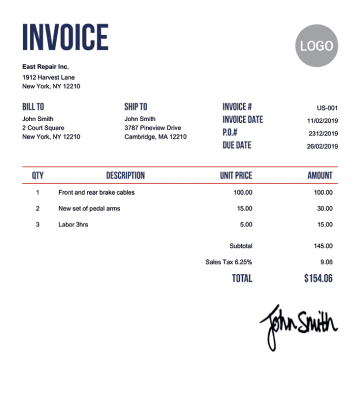 INVOICE
LOGO
East Repair Inc.
1912 Harvest Lane
New York, NY 12210
BILL TO
John Smith
2 Court Square
New York, NY 12210
SHIP TO
John Smith
3787 Pineview Drive
Cambridge, MA 12210
INVOICE # US-001
INVOICE DATE 11/02/2019
P.O.# 2312/2019
DUE DATE 26/02/2019
QTY DESCRIPTION UNIT PRICE AMOUNT
1 Front and rear brake cables 100.00 100.00
2 New set of pedal arms 15.00 30.00
3 Labor 3hrs 5.00 15.00
Subtotal 145.00
Sales Tax 6.25% 9.06
TOTAL $154.06
John Smith